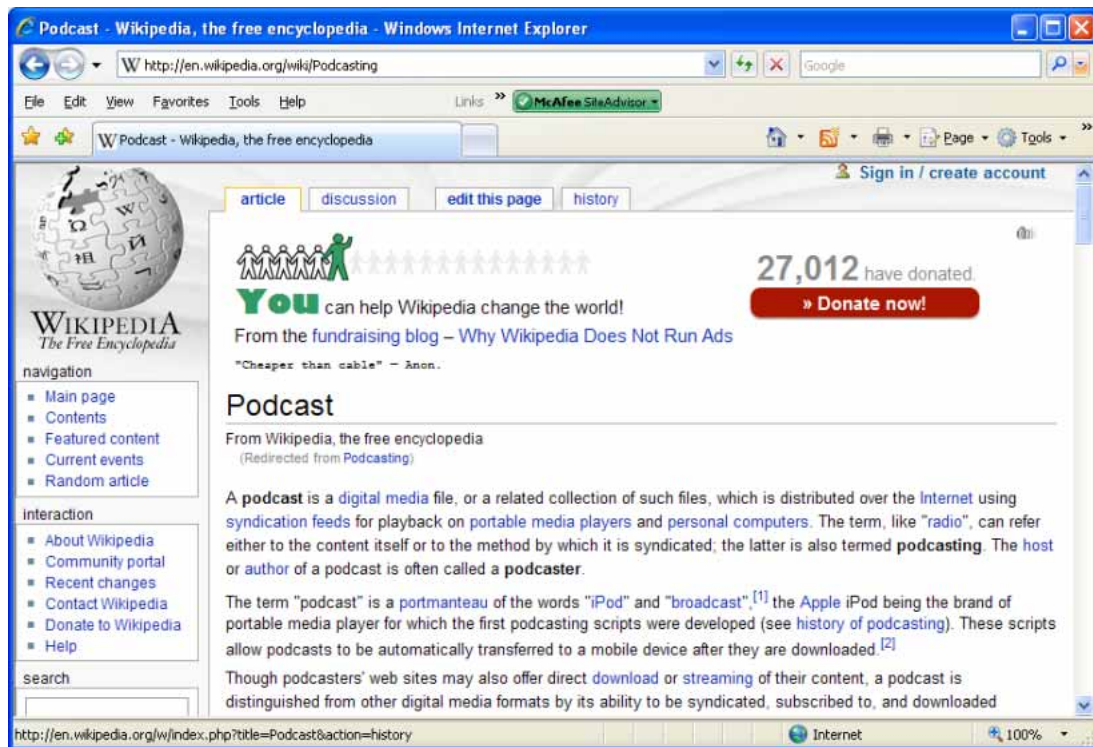 Podcast - Wikipedia, the free encyclopedia - Windows Internet Explorer
http://en.wikipedia.org/wiki/Podcasting
Google
File Edit View Favorites Tools Help
Links » McAfee SiteAdvisor
Podcast - Wikipedia, the free encyclopedia
Page Tools »
Sign in / create account
article discussion edit this page history
27,012 have donated.
You can help Wikipedia change the world!
» Donate now!
From the fundraising blog – Why Wikipedia Does Not Run Ads
"Cheaper than cable" — Anon.
WIKIPEDIA
The Free Encyclopedia
navigation
Main page
Contents
Featured content
Current events
Random article
interaction
About Wikipedia
Community portal
Recent changes
Contact Wikipedia
Donate to Wikipedia
Help
search
Podcast
From Wikipedia, the free encyclopedia
(Redirected from Podcasting)
A podcast is a digital media file, or a related collection of such files, which is distributed over the Internet using
syndication feeds for playback on portable media players and personal computers. The term, like "radio", can refer
either to the content itself or to the method by which it is syndicated; the latter is also termed podcasting. The host
or author of a podcast is often called a podcaster.
The term "podcast" is a portmanteau of the words "iPod" and "broadcast",[1] the Apple iPod being the brand of
portable media player for which the first podcasting scripts were developed (see history of podcasting). These scripts
allow podcasts to be automatically transferred to a mobile device after they are downloaded.[2]
Though podcasters' web sites may also offer direct download or streaming of their content, a podcast is
distinguished from other digital media formats by its ability to be syndicated, subscribed to, and downloaded
http://en.wikipedia.org/w/index.php?title=Podcast&action=history
Internet
100%